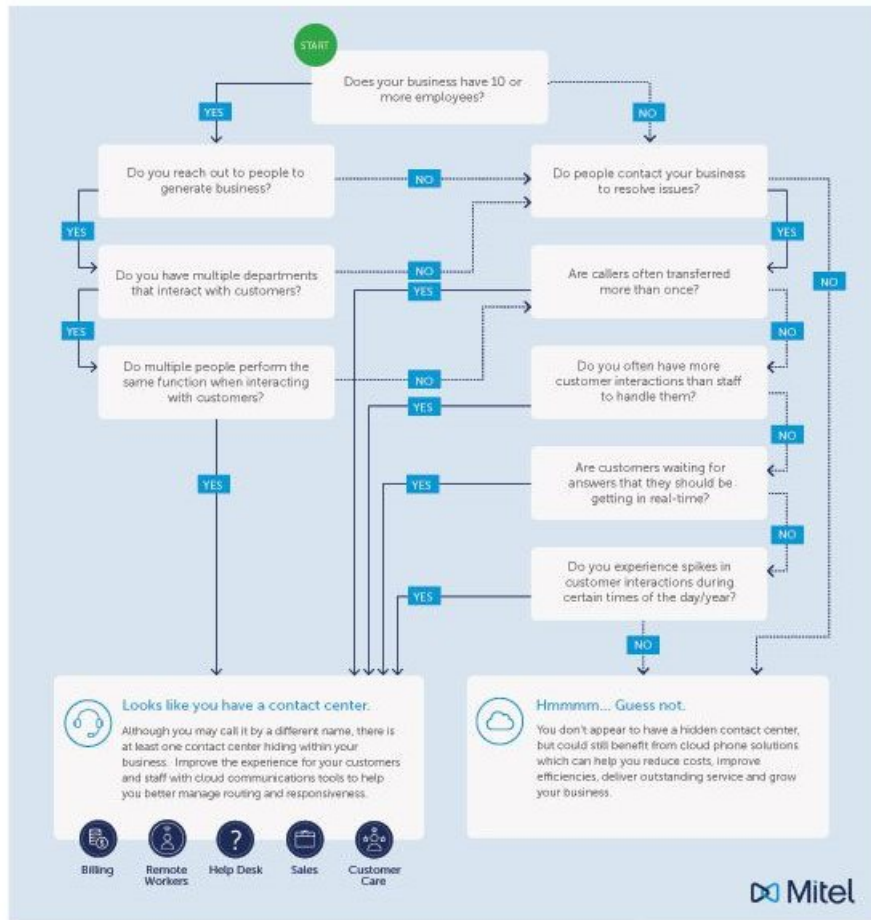 START
Does your business have 10 or
more employees?
YES
NO
Do you reach out to people to
generate business?
NO
Do people contact your business
to resolve issues?
YES
YES
NO
Do you have multiple departments
that interact with customers?
NO
YES
Are callers often transferred
more than once?
YES
NO
Do multiple people perform the
same function when interacting
with customers?
NO
Do you often have more
customer interactions than staff
to handle them?
YES
NO
YES
YES
Are customers waiting for
answers that they should be
getting in real-time?
NO
YES
Do you experience spikes in
customer interactions during
certain times of the day/year?
NO
Looks like you have a contact center.
Although you may call it by a different name, there is
at least one contact center hiding within your
business. Improve the experience for your customers
and staff with cloud communications tools to help
you better manage routing and responsiveness.
Hmmmm... Guess not.
You don't appear to have a hidden contact center,
but could still benefit from cloud phone solutions
which can help you reduce costs, improve
efficiencies, deliver outstanding service and grow
your business.
?
Billing
Remote
Workers
Help Desk
Sales
Customer
Care
Mitel